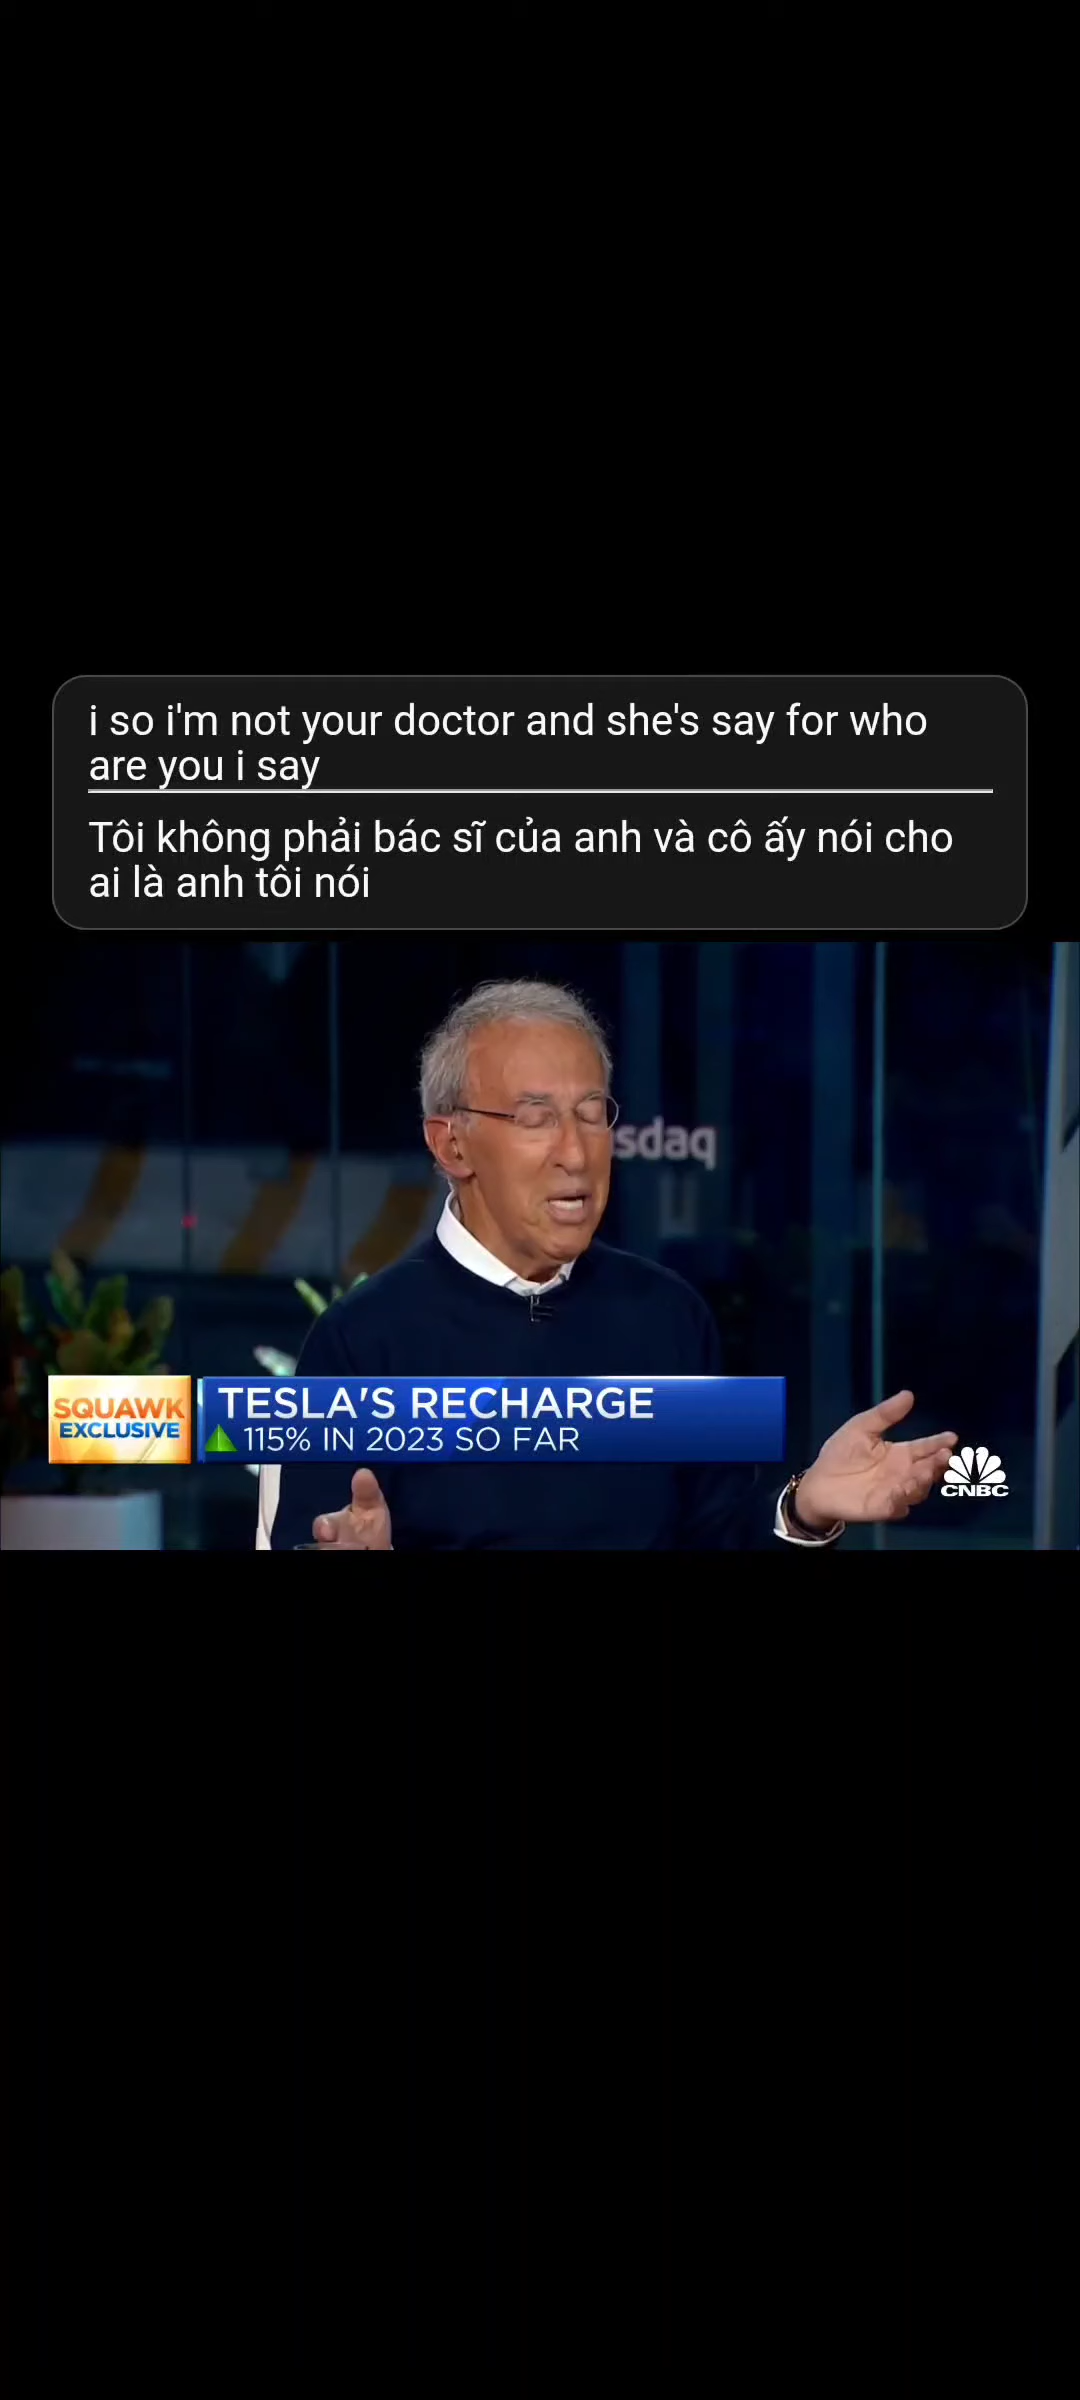 i so i'm not your doctor and she's say for who
are you i say
Tôi không phải bác sĩ của anh và cô ấy nói cho
ai là anh tôi nói
sdaq
SQUAWK
EXCLUSIVE
TESLA'S RECHARGE
115% IN 2023 SO FAR
CNBC